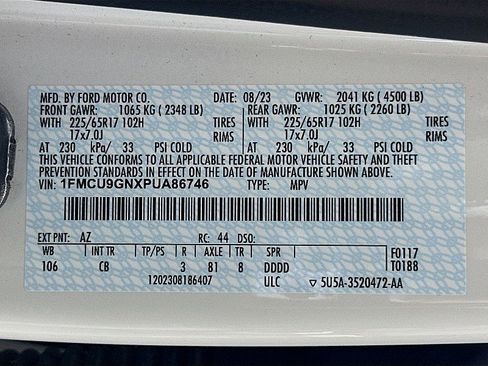 MFD. BY FORD MOTOR CO. DATE: 08/23 GVWR: 2041 KG ( 4500 LB)
FRONT GAWR: 1065 KG ( 2348 LB) REAR GAWR: 1025 KG ( 2260 LB)
WITH 225/65R17 102H TIRES WITH 225/65R17 102H TIRES
17x7.0J RIMS 17x7.0J RIMS
AT 230 kPa/ 33 PSI COLD AT 230 kPa/ 33 PSI COLD
THIS VEHICLE CONFORMS TO ALL APPLICABLE FEDERAL MOTOR VEHICLE SAFETY AND THEFT
PREVENTION STANDARDS IN EFFECT ON THE DATE OF MANUFACTURE SHOWN ABOVE.
VIN: 1FMCU9GNXPUA86746 TYPE: MPV
EXT PNT: AZ RC: 44 DSO:
WB INT TR TP/PS R AX TR SPR F0117
106 CB 3 81 8 DDDD T0188
1202308186407 ULC 5U5A-3520472-AA